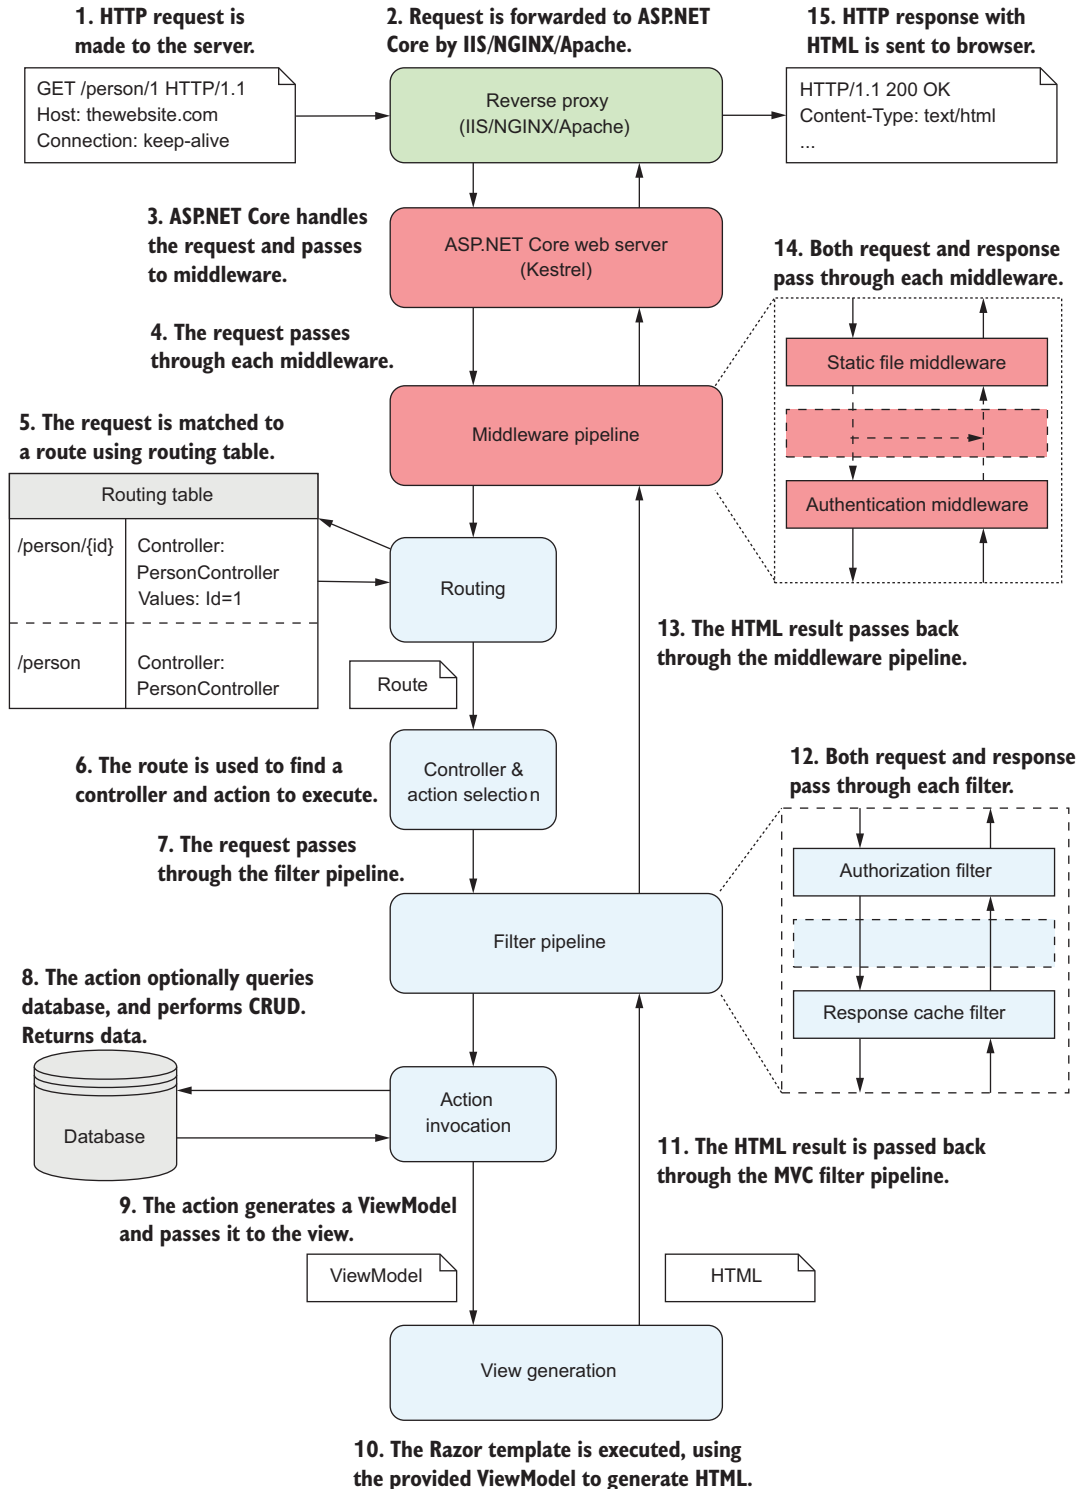 1. HTTP request is
made to the server.
2. Request is forwarded to ASP.NET
Core by IIS/NGINX/Apache.
15. HTTP response with
HTML is sent to browser.
GET /person/1 HTTP/1.1
Host: thewebsite.com
Connection: keep-alive
Reverse proxy
(IIS/NGINX/Apache)
HTTP/1.1 200 OK
Content-Type: text/html
...
3. ASP.NET Core handles
the request and passes
to middleware.
ASP.NET Core web server
(Kestrel)
14. Both request and response
pass through each middleware.
4. The request passes
through each middleware.
Static file middleware
Authentication middleware
Middleware pipeline
5. The request is matched to
a route using routing table.
Routing table
/person/{id}
Controller:
PersonController
Values: Id=1
/person
Controller:
PersonController
Routing
Route
13. The HTML result passes back
through the middleware pipeline.
6. The route is used to find a
controller and action to execute.
Controller &
action selection
12. Both request and response
pass through each filter.
7. The request passes
through the filter pipeline.
Authorization filter
Response cache filter
Filter pipeline
8. The action optionally queries
database, and performs CRUD.
Returns data.
Database
Action
invocation
11. The HTML result is passed back
through the MVC filter pipeline.
9. The action generates a ViewModel
and passes it to the view.
ViewModel
HTML
View generation
10. The Razor template is executed, using
the provided ViewModel to generate HTML.